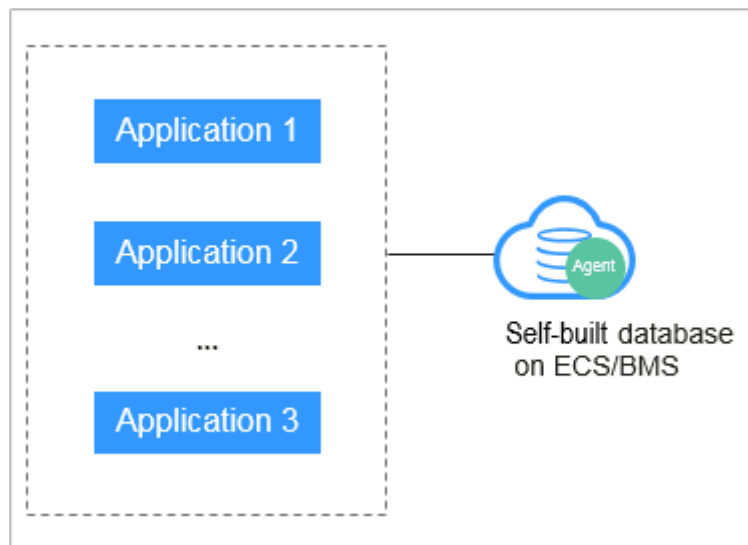 Application 1
Application 2
...
Application 3
Agent
Self-built database
on ECS/BMS